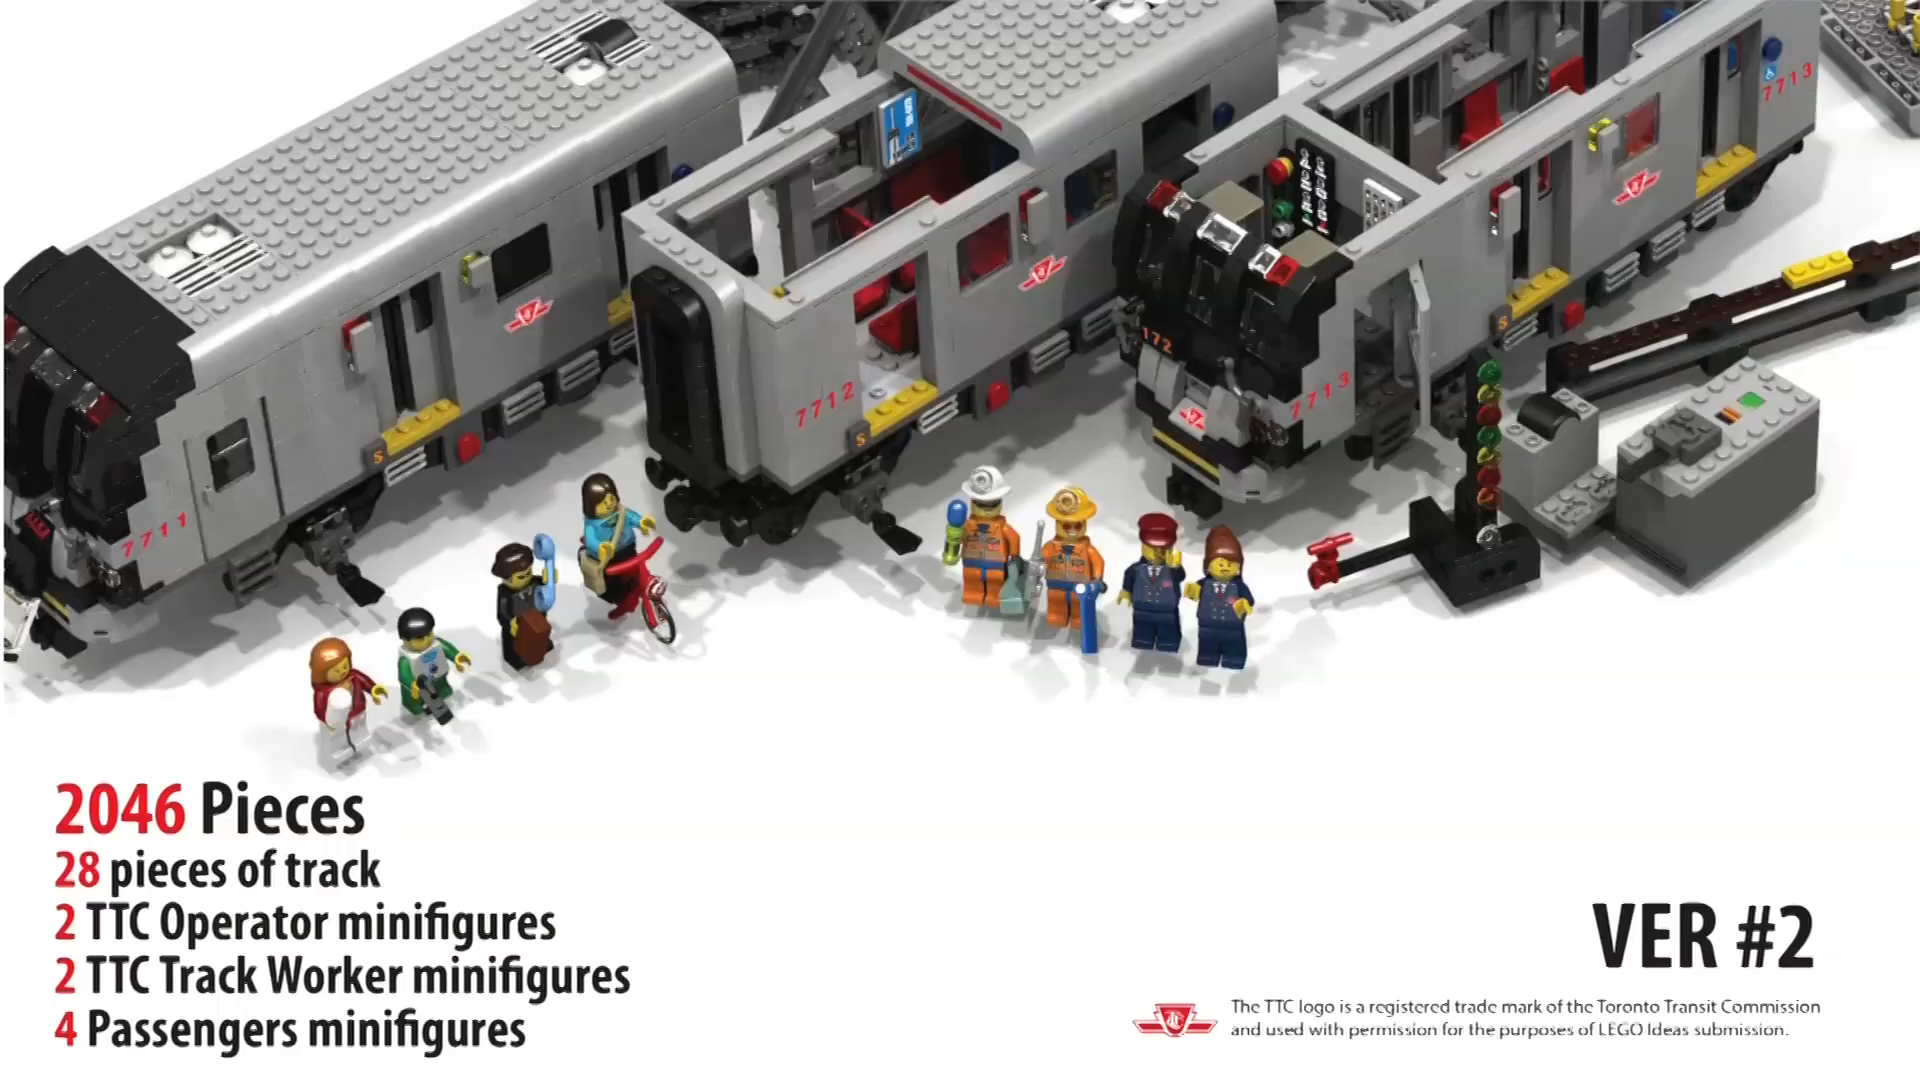 7713
7712
172
7713
7711
S
S
S
2046 Pieces
28 pieces of track
2 TTC Operator minifigures
2 TTC Track Worker minifigures
4 Passengers minifigures
VER #2
The TTC logo is a registered trade mark of the Toronto Transit Commission
and used with permission for the purposes of LEGO Ideas submission.